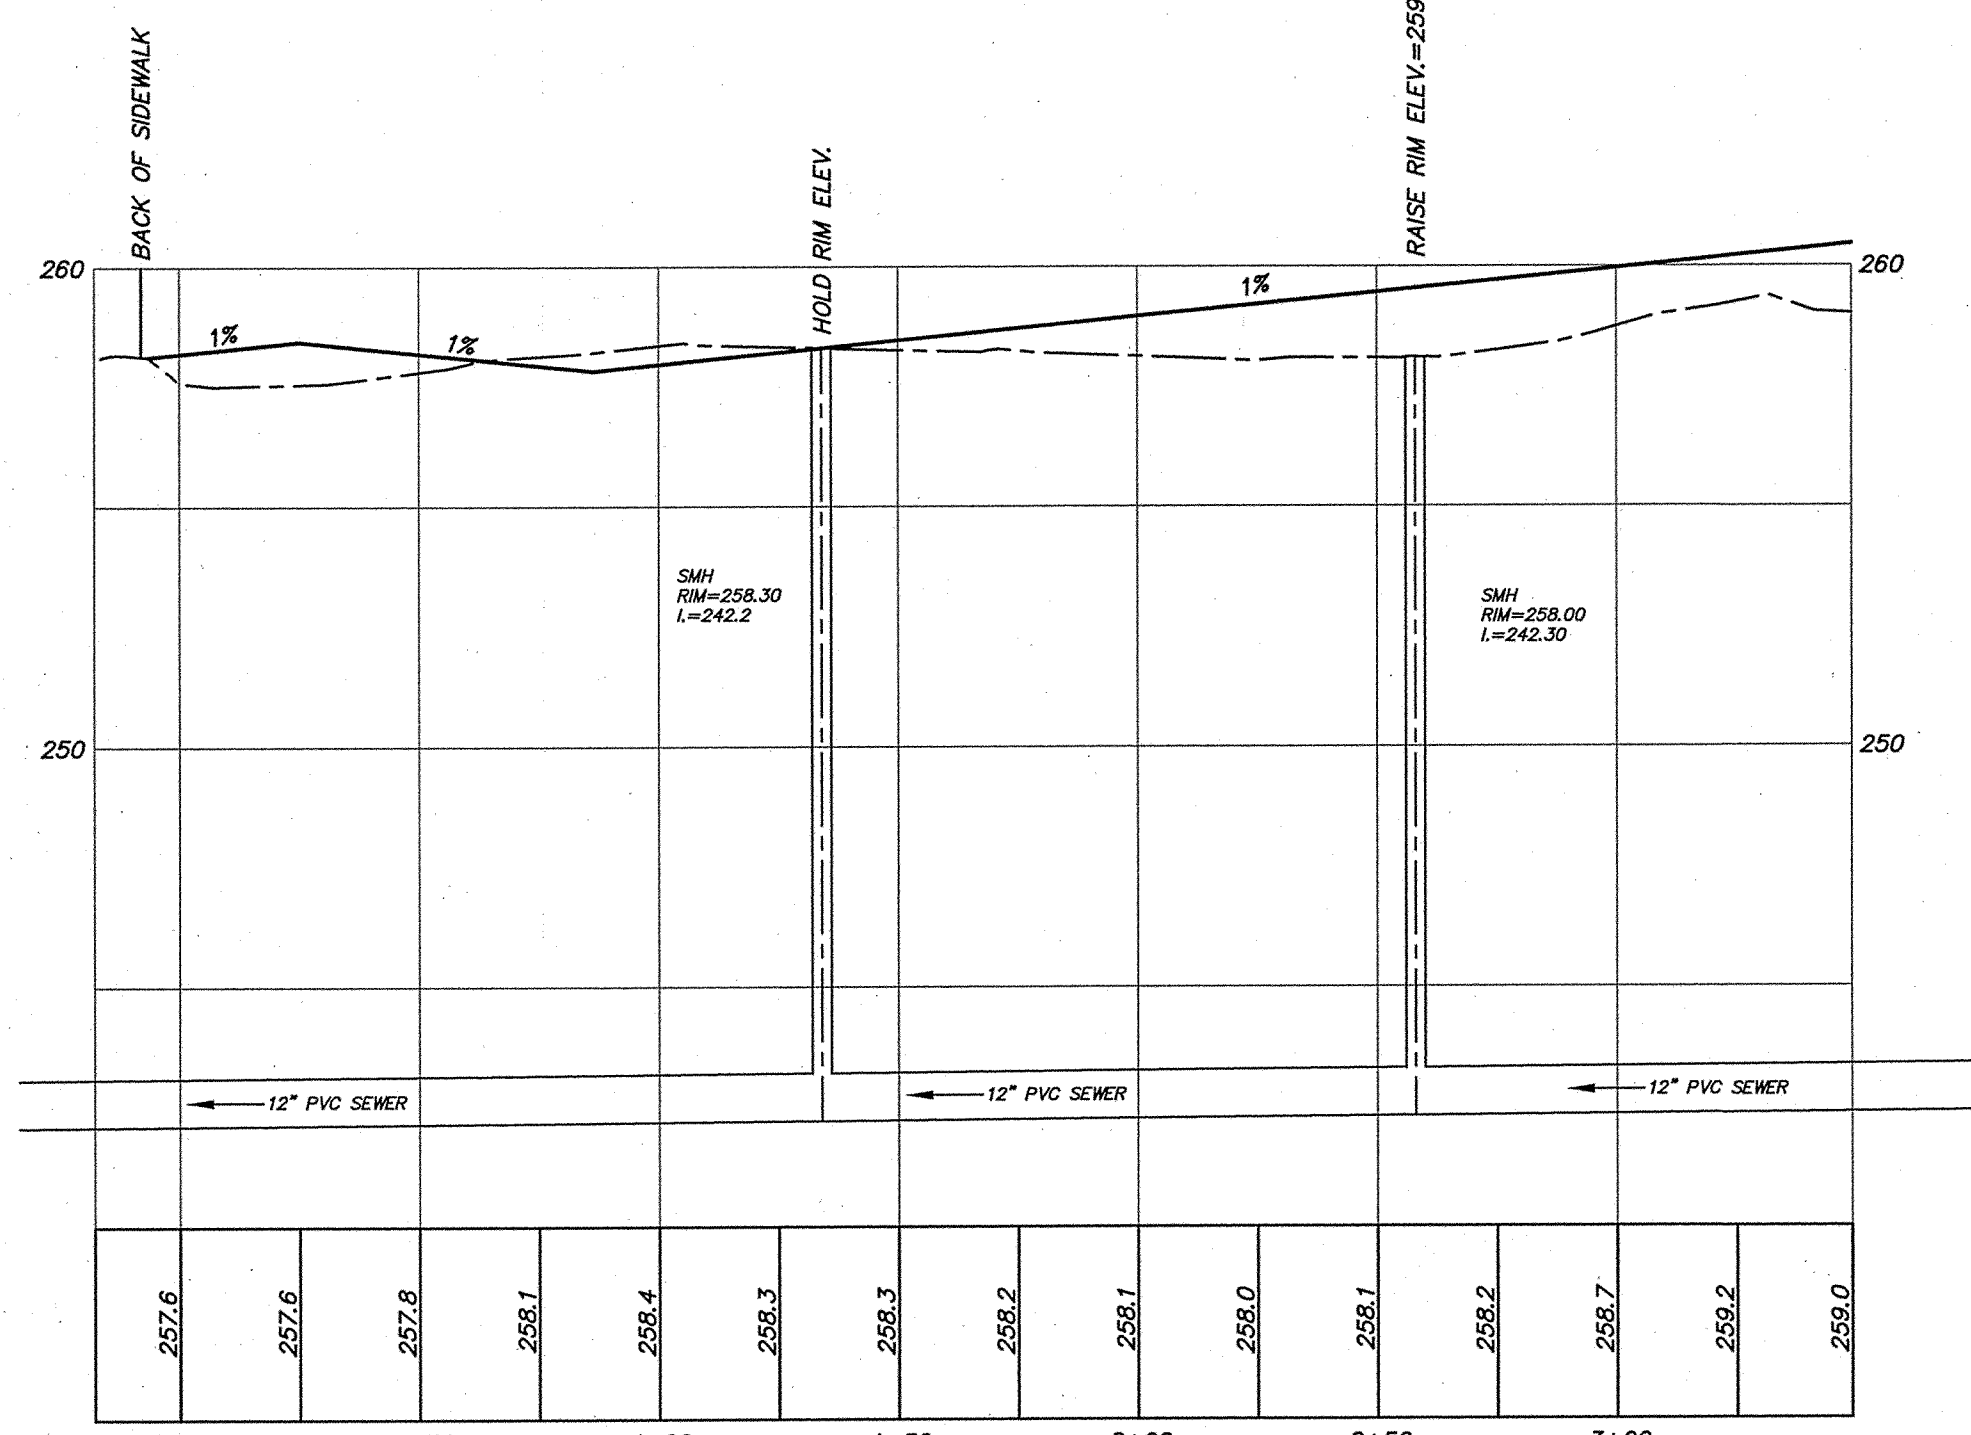 BACK OF SIDEWALK
HOLD RIM ELEV.
RAISE RIM ELEV.=259
260
260
1%
1%
1%
SMH
RIM=258.30
I.=242.2
SMH
RIM=258.00
I.=242.30
250
250
12" PVC SEWER
12" PVC SEWER
12" PVC SEWER
257.6
257.6
257.8
258.1
258.4
258.3
258.3
258.2
258.1
258.0
258.1
258.2
258.7
259.2
259.0